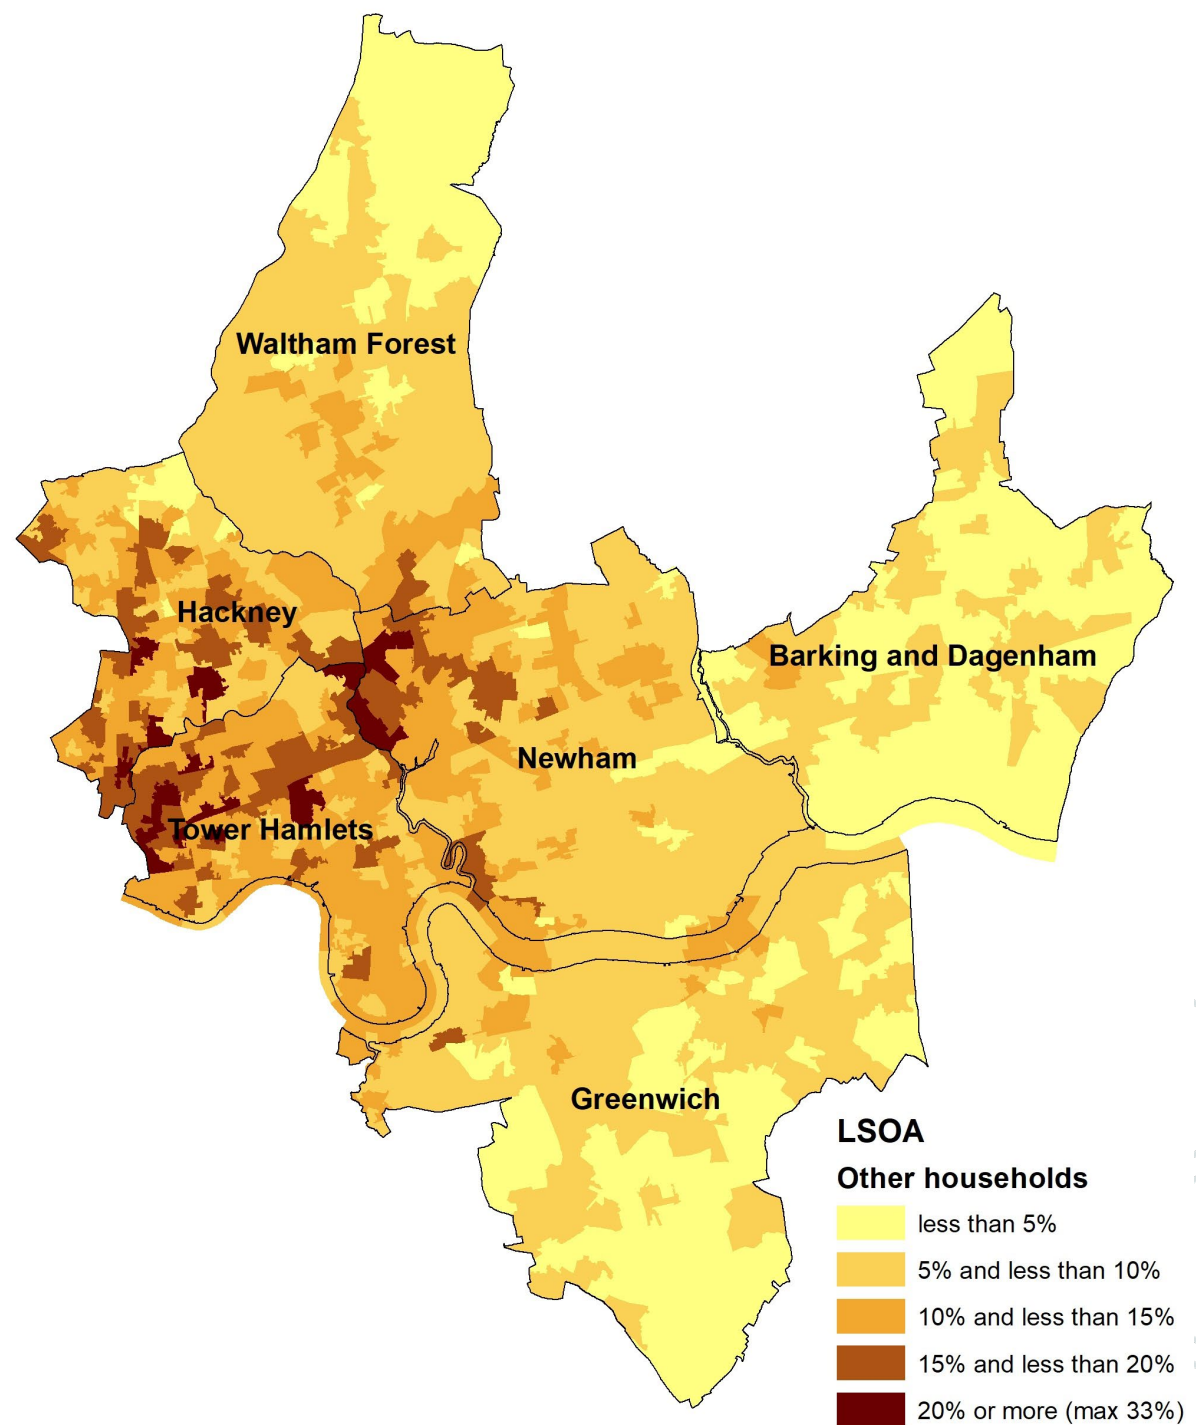 Waltham Forest
Hackney
Barking and Dagenham
Newham
Tower Hamlets
Greenwich
LSOA
Other households
less than 5%
5% and less than 10%
10% and less than 15%
15% and less than 20%
20% or more (max 33%)